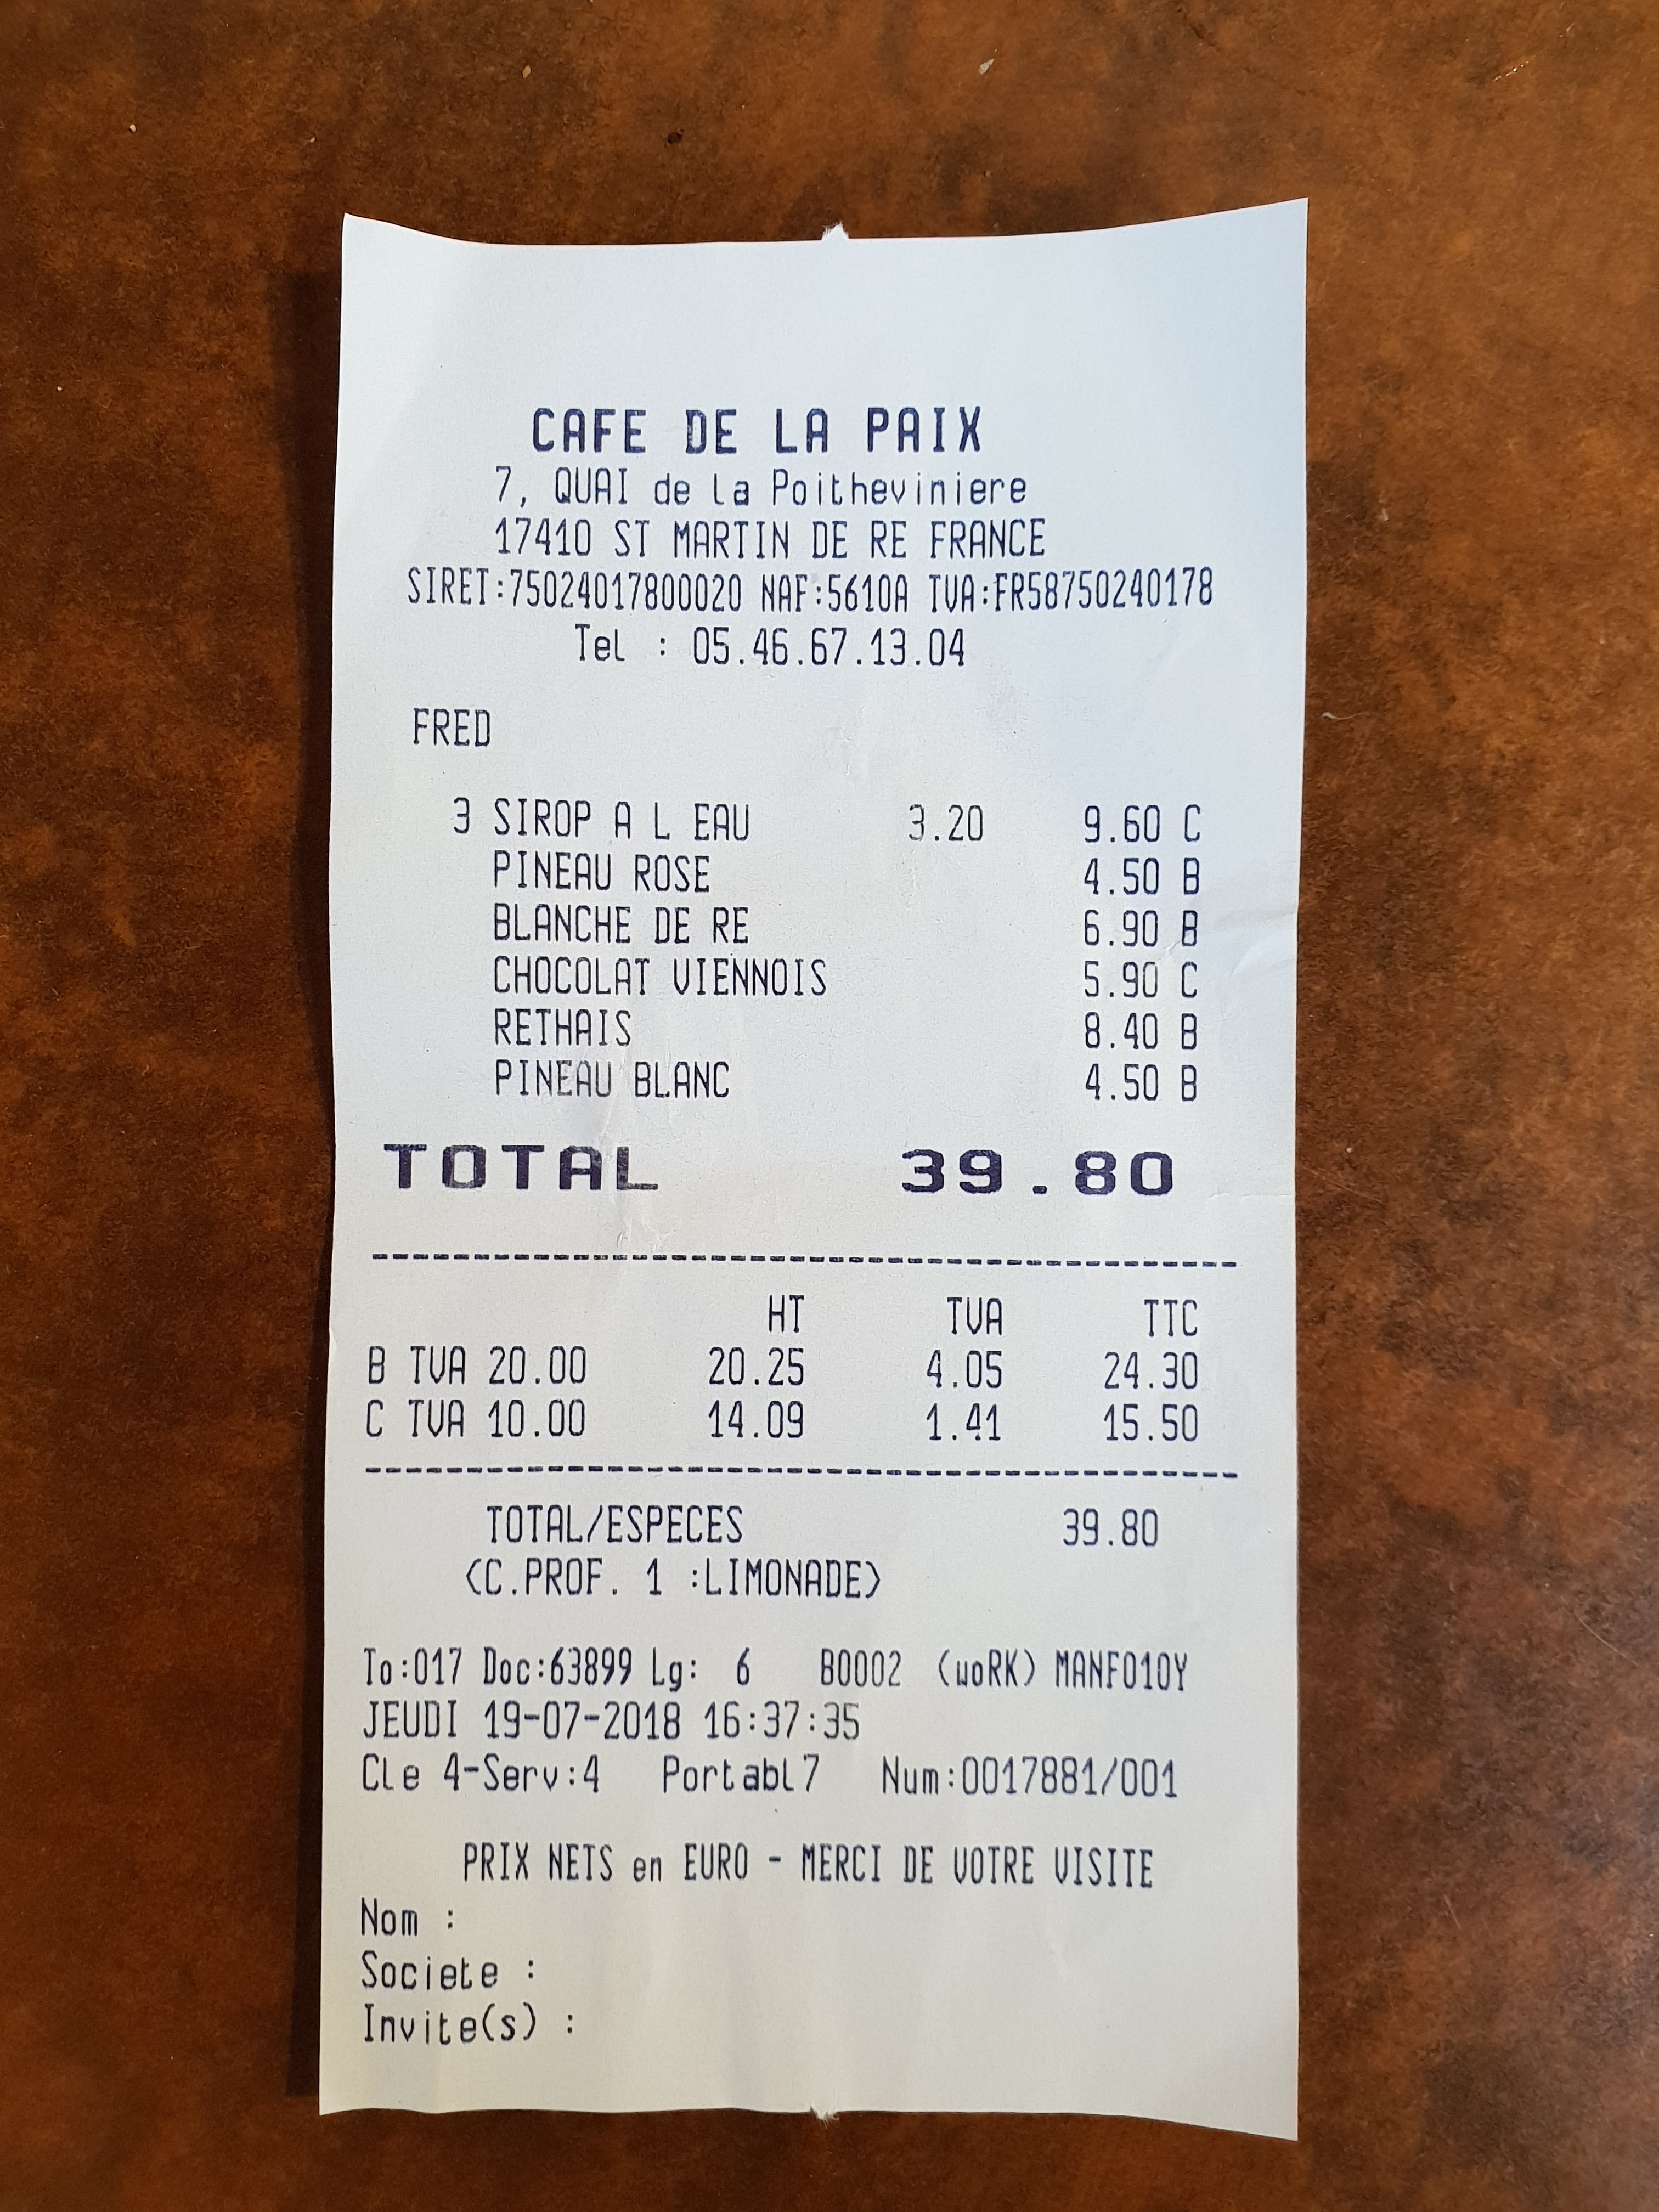 CAFE DE LA PAIX
7, QUAI de la Poitheviniere
17410 ST MARTIN DE RE FRANCE
SIRET:75024017800020 NAF:5610A TVA:FR58750240178
Tel : 05.46.67.13.04
FRED
3 SIROP A L EAU 3.20 9.60 C
PINEAU ROSE 4.50 B
BLANCHE DE RE 6.90 B
CHOCOLAT VIENNOIS 5.90 C
RETHAIS 8.40 B
PINEAU BLANC 4.50 B
TOTAL 39.80
HT TVA TTC
B TVA 20.00 20.25 4.05 24.30
C TVA 10.00 14.09 1.41 15.50
TOTAL/ESPECES 39.80
<C.PROF. 1 :LIMONADE>
To:017 Doc:63899 Lg: 6 B0002 (woRK) MANF010Y
JEUDI 19-07-2018 16:37:35
Cle 4-Serv:4 Portabl7 Num:0017881/001
PRIX NETS en EURO - MERCI DE VOTRE VISITE
Nom :
Societe :
Invite(s) :